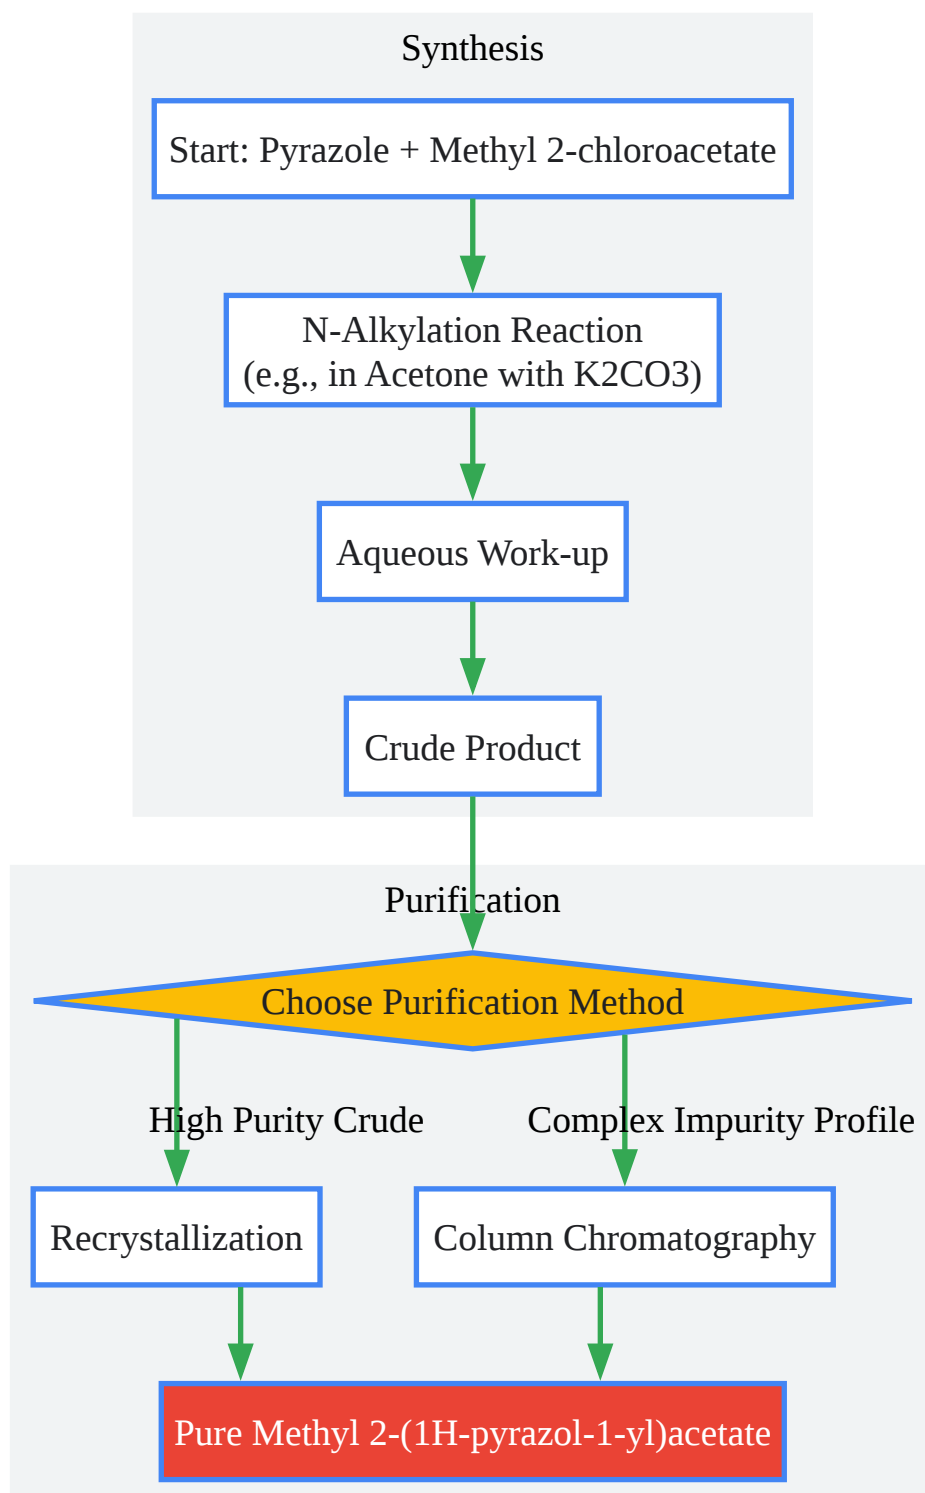 Synthesis
Start: Pyrazole + Methyl 2-chloroacetate
N-Alkylation Reaction
(e.g., in Acetone with K2CO3)
Aqueous Work-up
Crude Product
Purification
Choose Purification Method
High Purity Crude
Complex Impurity Profile
Recrystallization
Column Chromatography
Pure Methyl 2-(1H-pyrazol-1-yl)acetate